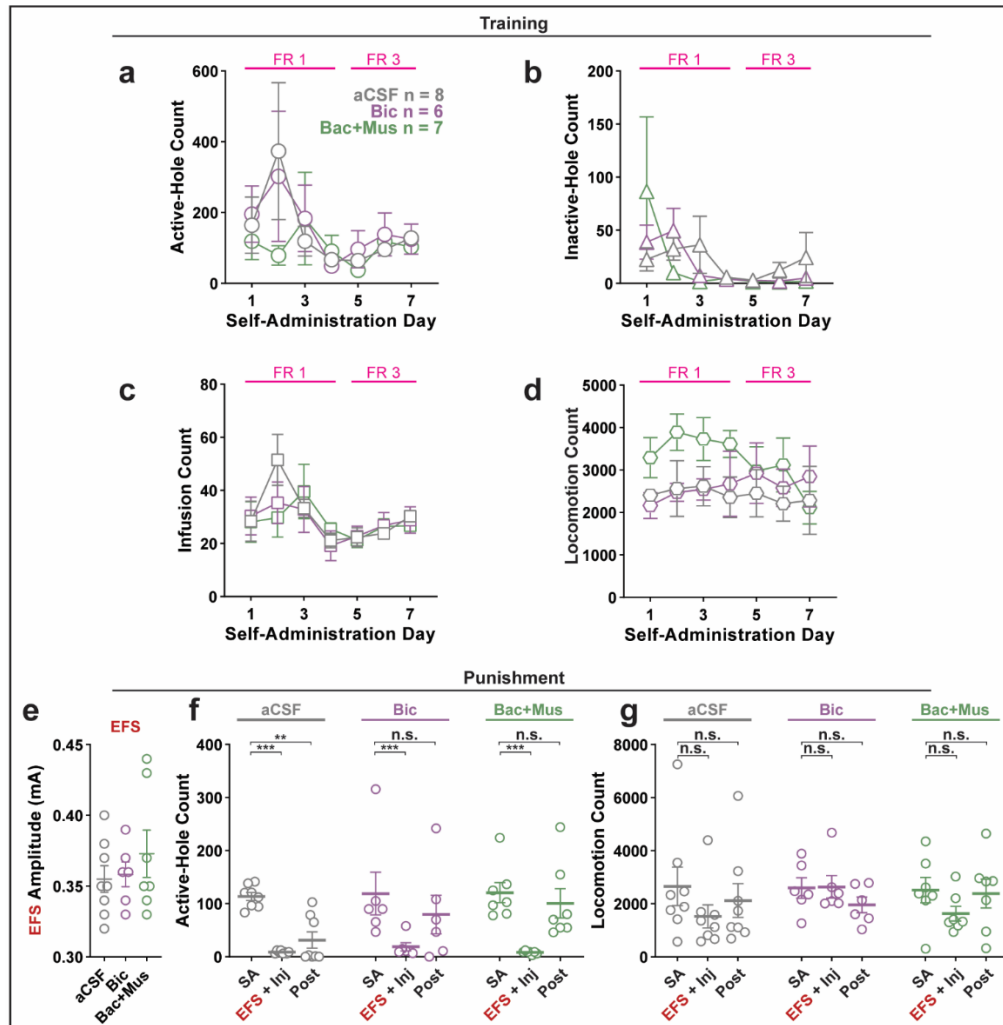 Training
a
FR 1
FR 3
Active-Hole Count
600
400
200
0
aCSF n = 8
Bic n = 6
Bac+Mus n = 7
1
3
5
7
Self-Administration Day
b
FR 1
FR 3
Inactive-Hole Count
200
150
100
50
0
1
3
5
7
Self-Administration Day
c
FR 1
FR 3
Infusion Count
80
60
40
20
0
1
3
5
7
Self-Administration Day
d
FR 1
FR 3
Locomotion Count
5000
4000
3000
2000
1000
0
1
3
5
7
Self-Administration Day
Punishment
e
EFS
EFS Amplitude (mA)
0.45
0.40
0.35
0.30
aCSF
Bic
Bac+Mus
f
aCSF
Bic
Bac+Mus
**
***
n.s.
***
n.s.
***
Active-Hole Count
400
300
200
100
0
SA
EFS + Inj
Post
SA
EFS + Inj
Post
SA
EFS + Inj
Post
g
aCSF
Bic
Bac+Mus
n.s.
n.s.
n.s.
n.s.
n.s.
n.s.
Locomotion Count
8000
6000
4000
2000
0
SA
EFS + Inj
Post
SA
EFS + Inj
Post
SA
EFS + Inj
Post